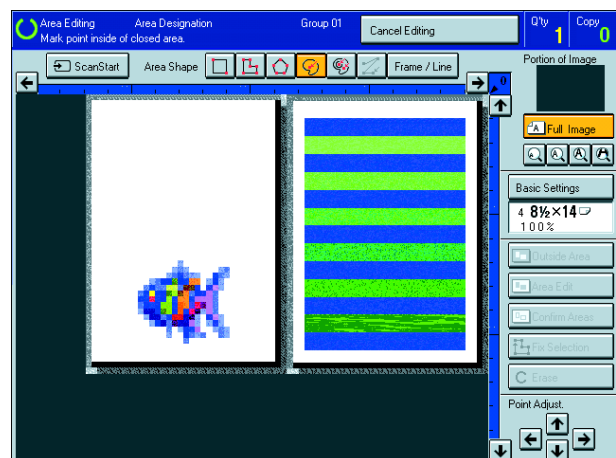 Area Editing Area Designation Group 01
Mark point inside of closed area.
Cancel Editing
Q'ty 1
Copy 0
ScanStart Area Shape Frame / Line
0
Portion of Image
A Full Image
A A
Basic Settings
4 8½×14
100%
Outside Area
Area Edit
Confirm Areas
Fix Selection
C Erase
Point Adjust.